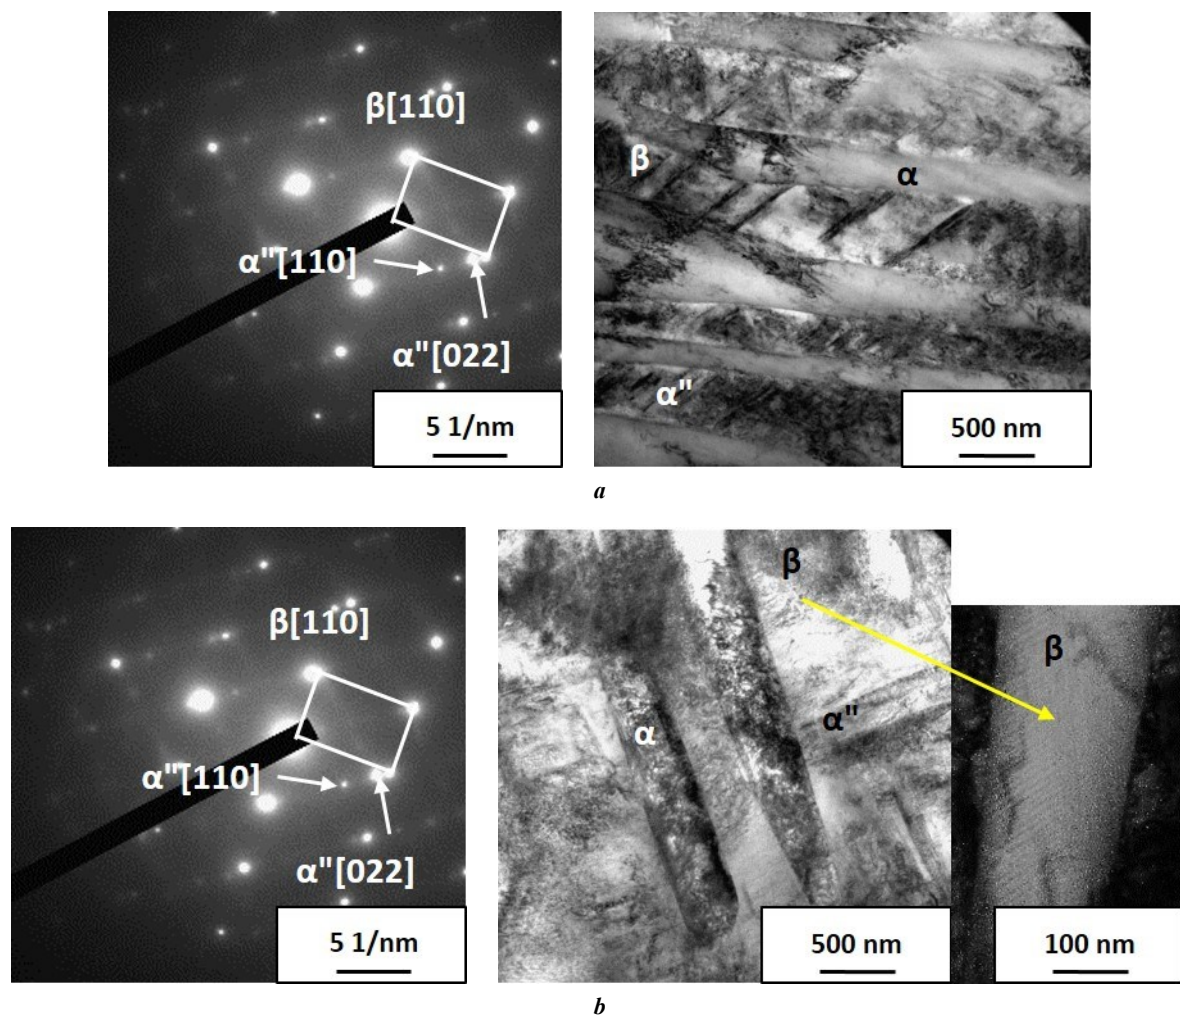 β[110]
α"[110]
α"[022]
5 1/nm
β
α
α"
500 nm
a
β[110]
α"[110]
α"[022]
5 1/nm
β
α
α"
500 nm
β
100 nm
b